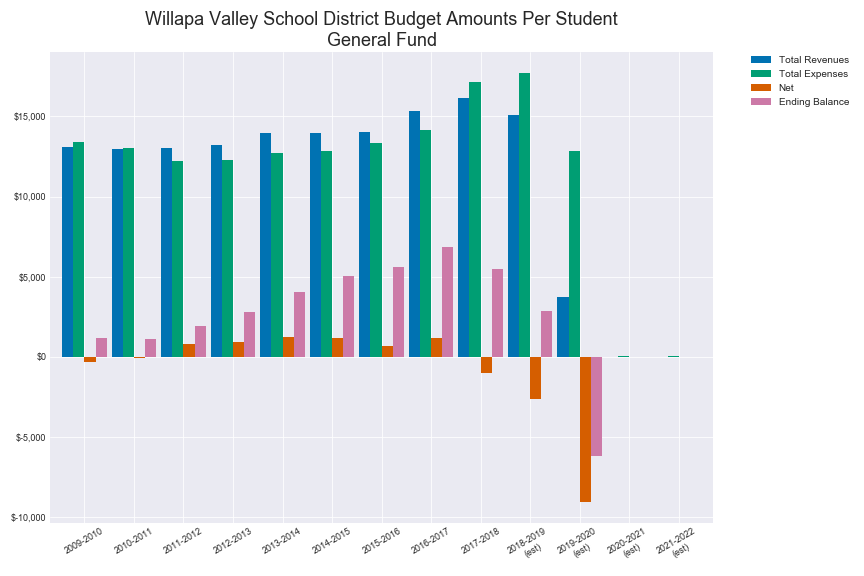 Willapa Valley School District Budget Amounts Per Student
General Fund
Total Revenues
Total Expenses
Net
Ending Balance
$15,000
$10,000
$5,000
$0
$-5,000
$-10,000
2009-2010
2010-2011
2011-2012
2012-2013
2013-2014
2014-2015
2015-2016
2016-2017
2017-2018
2018-2019
(est)
2019-2020
(est)
2020-2021
(est)
2021-2022
(est)